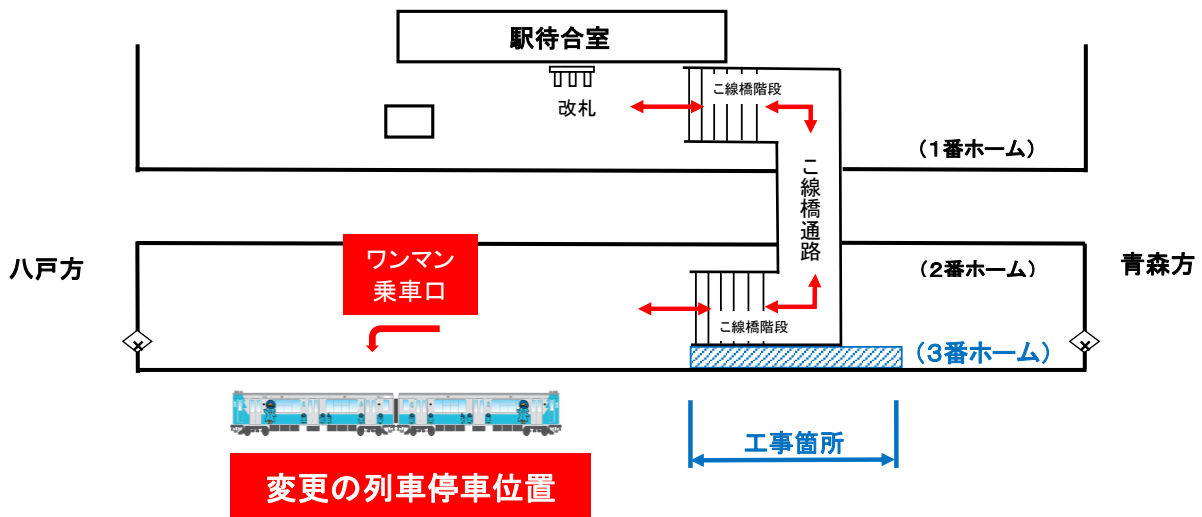 駅待合室
改札
こ線橋階段
(1番ホーム)
こ線橋通路
八戸方
ワンマン
乗車口
(2番ホーム)
青森方
こ線橋階段
(3番ホーム)
工事箇所
変更の列車停車位置